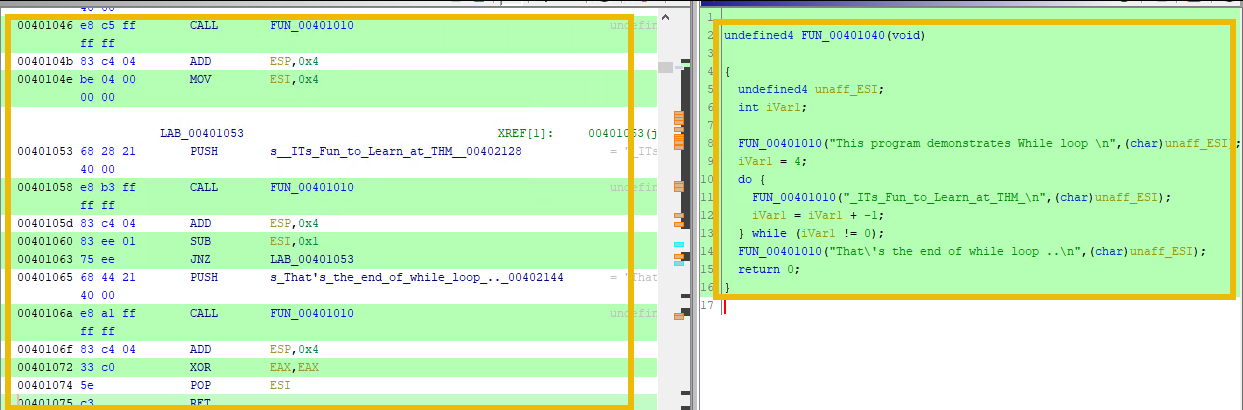 00401046 e8 c5 ff CALL FUN_00401010 undefin
ff ff
0040104b 83 c4 04 ADD ESP,0x4
0040104e be 04 00 MOV ESI,0x4
00 00
LAB_00401053 XREF[1]: 00401063(j
00401053 68 28 21 PUSH s__ITs_Fun_to_Learn_at_THM__00402128 = "_ITs
40 00
00401058 e8 b3 ff CALL FUN_00401010 undefin
ff ff
0040105d 83 c4 04 ADD ESP,0x4
00401060 83 ee 01 SUB ESI,0x1
00401063 75 ee JNZ LAB_00401053
00401065 68 44 21 PUSH s_That's_the_end_of_while_loop_.._00402144 = "That
40 00
0040106a e8 a1 ff CALL FUN_00401010 undefin
ff ff
0040106f 83 c4 04 ADD ESP,0x4
00401072 33 c0 XOR EAX,EAX
00401074 5e POP ESI
00401075 c3 RET
1
2 undefined4 FUN_00401040(void)
3
4 {
5 undefined4 unaff_ESI;
6 int iVar1;
7
8 FUN_00401010("This program demonstrates While loop \n",(char)unaff_ESI);
9 iVar1 = 4;
10 do {
11 FUN_00401010("_ITs_Fun_to_Learn_at_THM_\n",(char)unaff_ESI);
12 iVar1 = iVar1 + -1;
13 } while (iVar1 != 0);
14 FUN_00401010("That\'s the end of while loop ..\n",(char)unaff_ESI);
15 return 0;
16 }
17